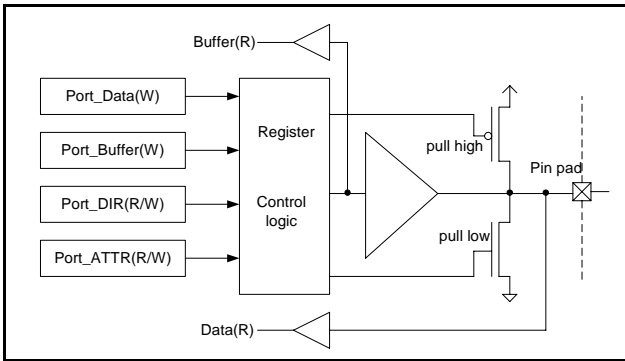 Buffer(R)
Port_Data(W)
Port_Buffer(W)
Port_DIR(R/W)
Port_ATTR(R/W)
Register
Control
logic
pull high
Pin pad
pull low
Data(R)